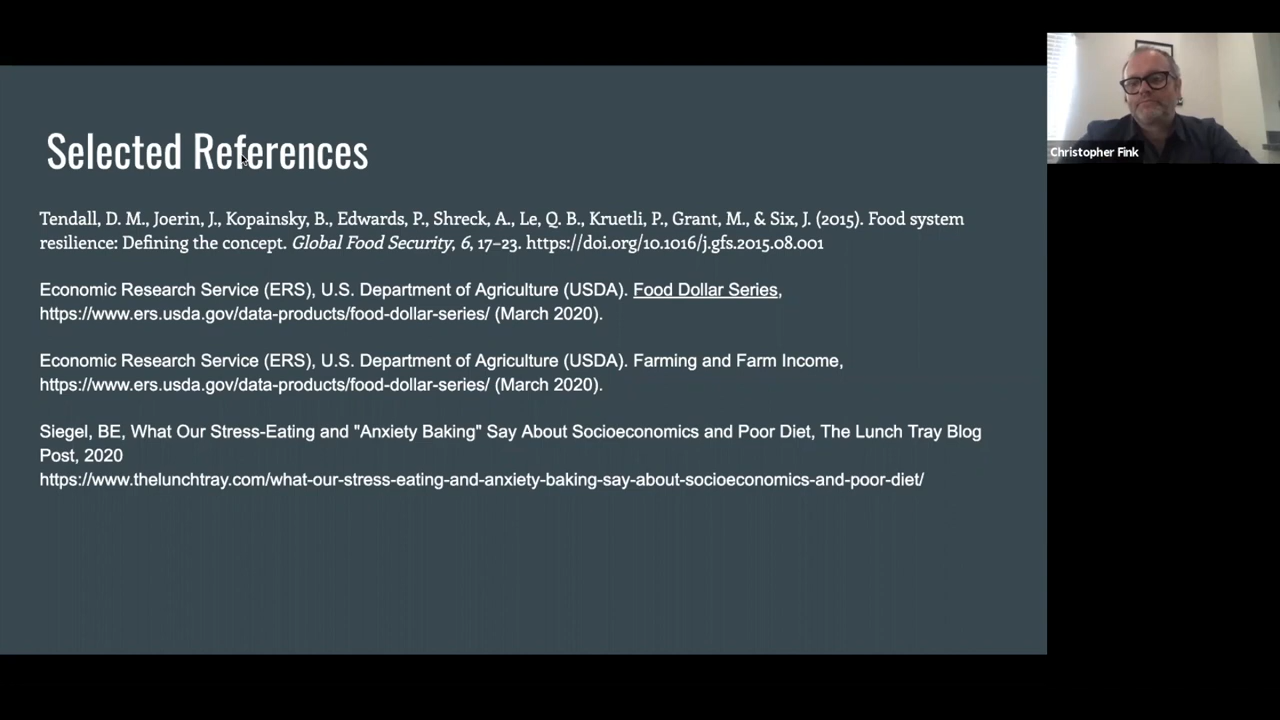 Selected References
Tendall, D. M., Joerin, J., Kopainsky, B., Edwards, P., Shreck, A., Le, Q. B., Kruetli, P., Grant, M., & Six, J. (2015). Food system
resilience: Defining the concept. Global Food Security, 6, 17–23. https://doi.org/10.1016/j.gfs.2015.08.001
Economic Research Service (ERS), U.S. Department of Agriculture (USDA). Food Dollar Series,
https://www.ers.usda.gov/data-products/food-dollar-series/ (March 2020).
Economic Research Service (ERS), U.S. Department of Agriculture (USDA). Farming and Farm Income,
https://www.ers.usda.gov/data-products/food-dollar-series/ (March 2020).
Siegel, BE, What Our Stress-Eating and "Anxiety Baking" Say About Socioeconomics and Poor Diet, The Lunch Tray Blog
Post, 2020
https://www.thelunchtray.com/what-our-stress-eating-and-anxiety-baking-say-about-socioeconomics-and-poor-diet/
Christopher Fink